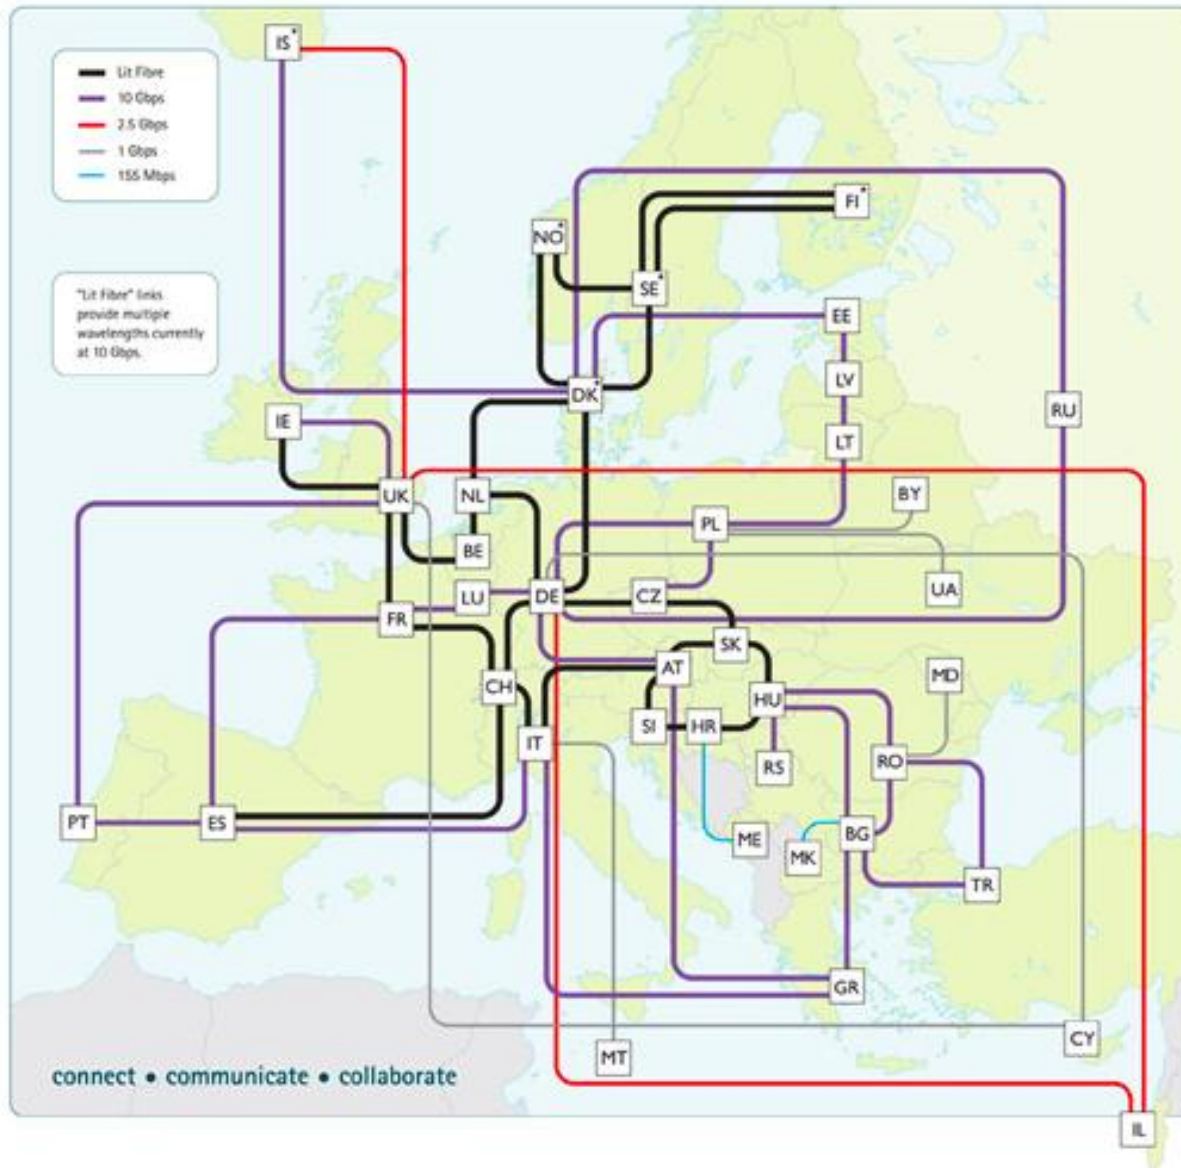 IS*
Lit Fibre
10 Gbps
2.5 Gbps
1 Gbps
155 Mbps
FI*
NO*
SE*
"Lit Fibre" links
provide multiple
wavelengths currently
at 10 Gbps.
EE
LV
DK*
RU
IE
LT
UK
NL
BY
PL
BE
LU
DE
CZ
UA
FR
SK
AT
CH
MD
HU
SI
HR
IT
RS
RO
PT
ES
BG
ME
MK
TR
GR
CY
MT
connect • communicate • collaborate
IL